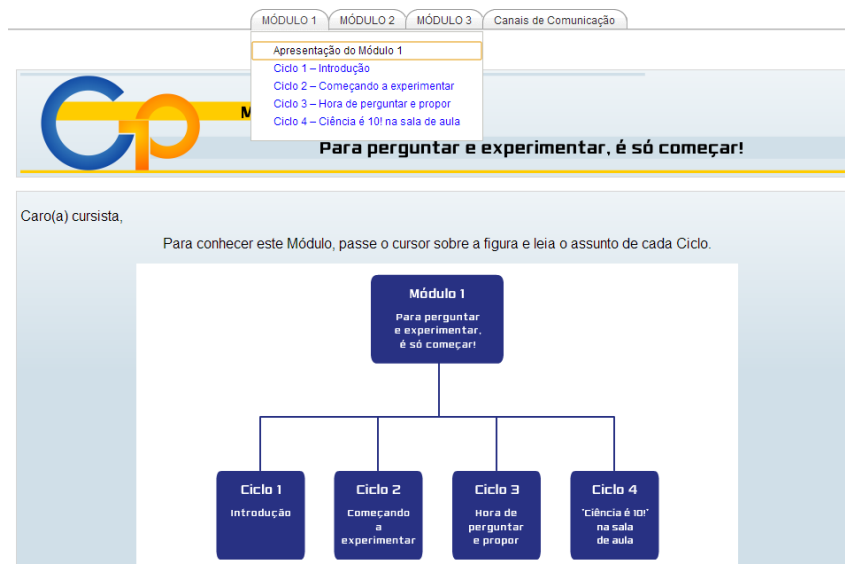 MÓDULO 1 MÓDULO 2 MÓDULO 3 Canais de Comunicação
Apresentação do Módulo 1
Ciclo 1 – Introdução
Ciclo 2 – Começando a experimentar
Ciclo 3 – Hora de perguntar e propor
Ciclo 4 – Ciência é 10! na sala de aula
Para perguntar e experimentar, é só começar!
Caro(a) cursista,
Para conhecer este Módulo, passe o cursor sobre a figura e leia o assunto de cada Ciclo.
Módulo 1
Para perguntar
e experimentar,
é só começar!
Ciclo 1
Introdução
Ciclo 2
Começando
a
experimentar
Ciclo 3
Hora de
perguntar
e propor
Ciclo 4
"Ciência é 10!"
na sala
de aula